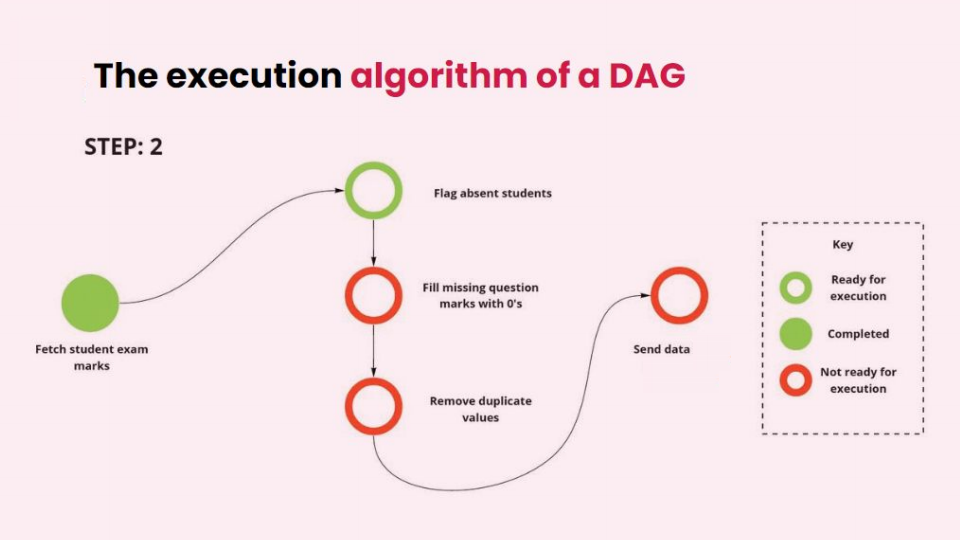 The execution algorithm of a DAG
STEP: 2
Flag absent students
Fill missing question
marks with 0's
Remove duplicate
values
Fetch student exam
marks
Send data
Key
Ready for
execution
Completed
Not ready for
execution